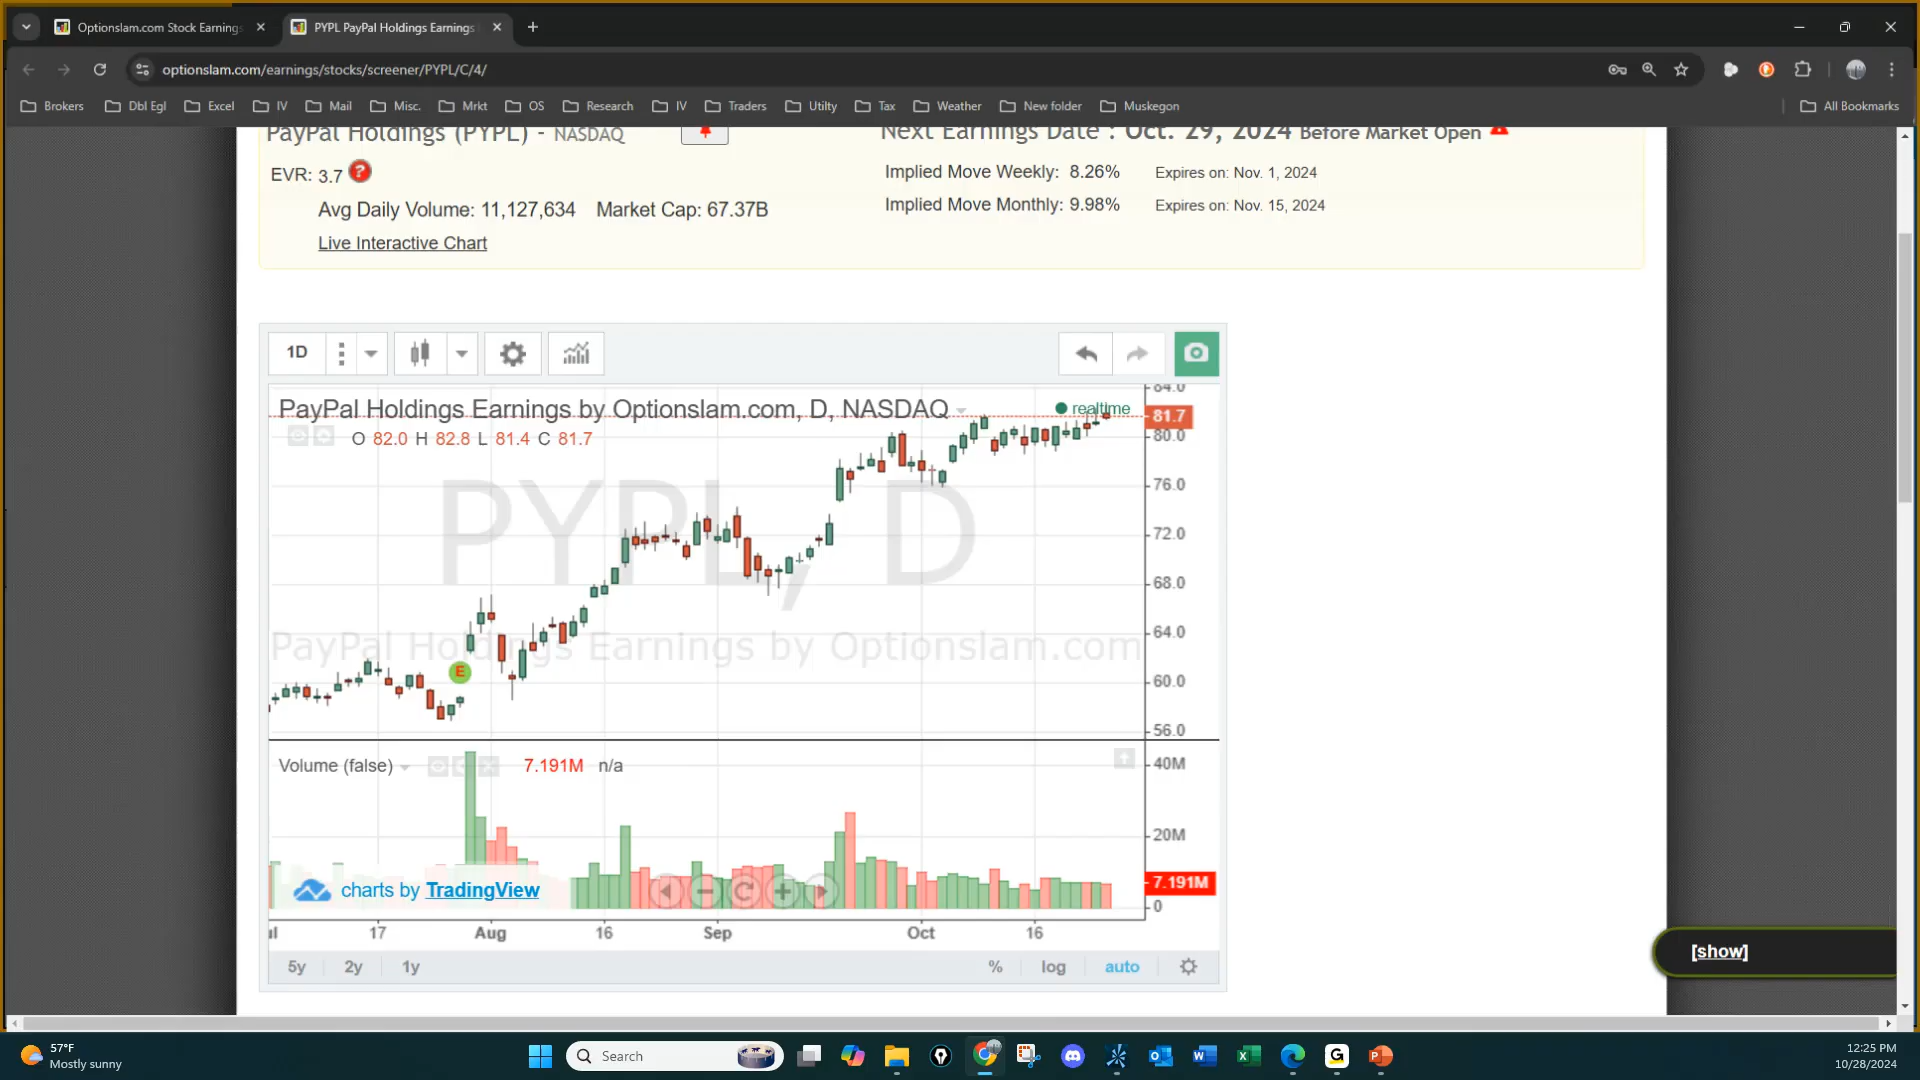 Optionslam.com Stock Earnings
PYPL PayPal Holdings Earnings
optionslam.com/earnings/stocks/screener/PYPL/C/4/
Brokers
Dbl Egl
Excel
IV
Mail
Misc.
Mrkt
OS
Research
IV
Traders
Utilty
Tax
Weather
New folder
Muskegon
All Bookmarks
PayPal Holdings (PYPL) - NASDAQ
Next Earnings Date : Oct. 29, 2024 Before Market Open
EVR: 3.7 ?
Implied Move Weekly: 8.26% Expires on: Nov. 1, 2024
Avg Daily Volume: 11,127,634 Market Cap: 67.37B
Implied Move Monthly: 9.98% Expires on: Nov. 15, 2024
Live Interactive Chart
1D
84.0
PayPal Holdings Earnings by Optionslam.com, D, NASDAQ
realtime
81.7
O 82.0 H 82.8 L 81.4 C 81.7
80.0
76.0
PYPL, D
72.0
68.0
64.0
PayPal Holdings Earnings by Optionslam.com
E
60.0
56.0
Volume (false) 7.191M n/a
40M
20M
7.191M
charts by TradingView
0
ul 17 Aug 16 Sep Oct 16
5y 2y 1y % log auto
[show]
57°F
Mostly sunny
Search
12:25 PM
10/28/2024